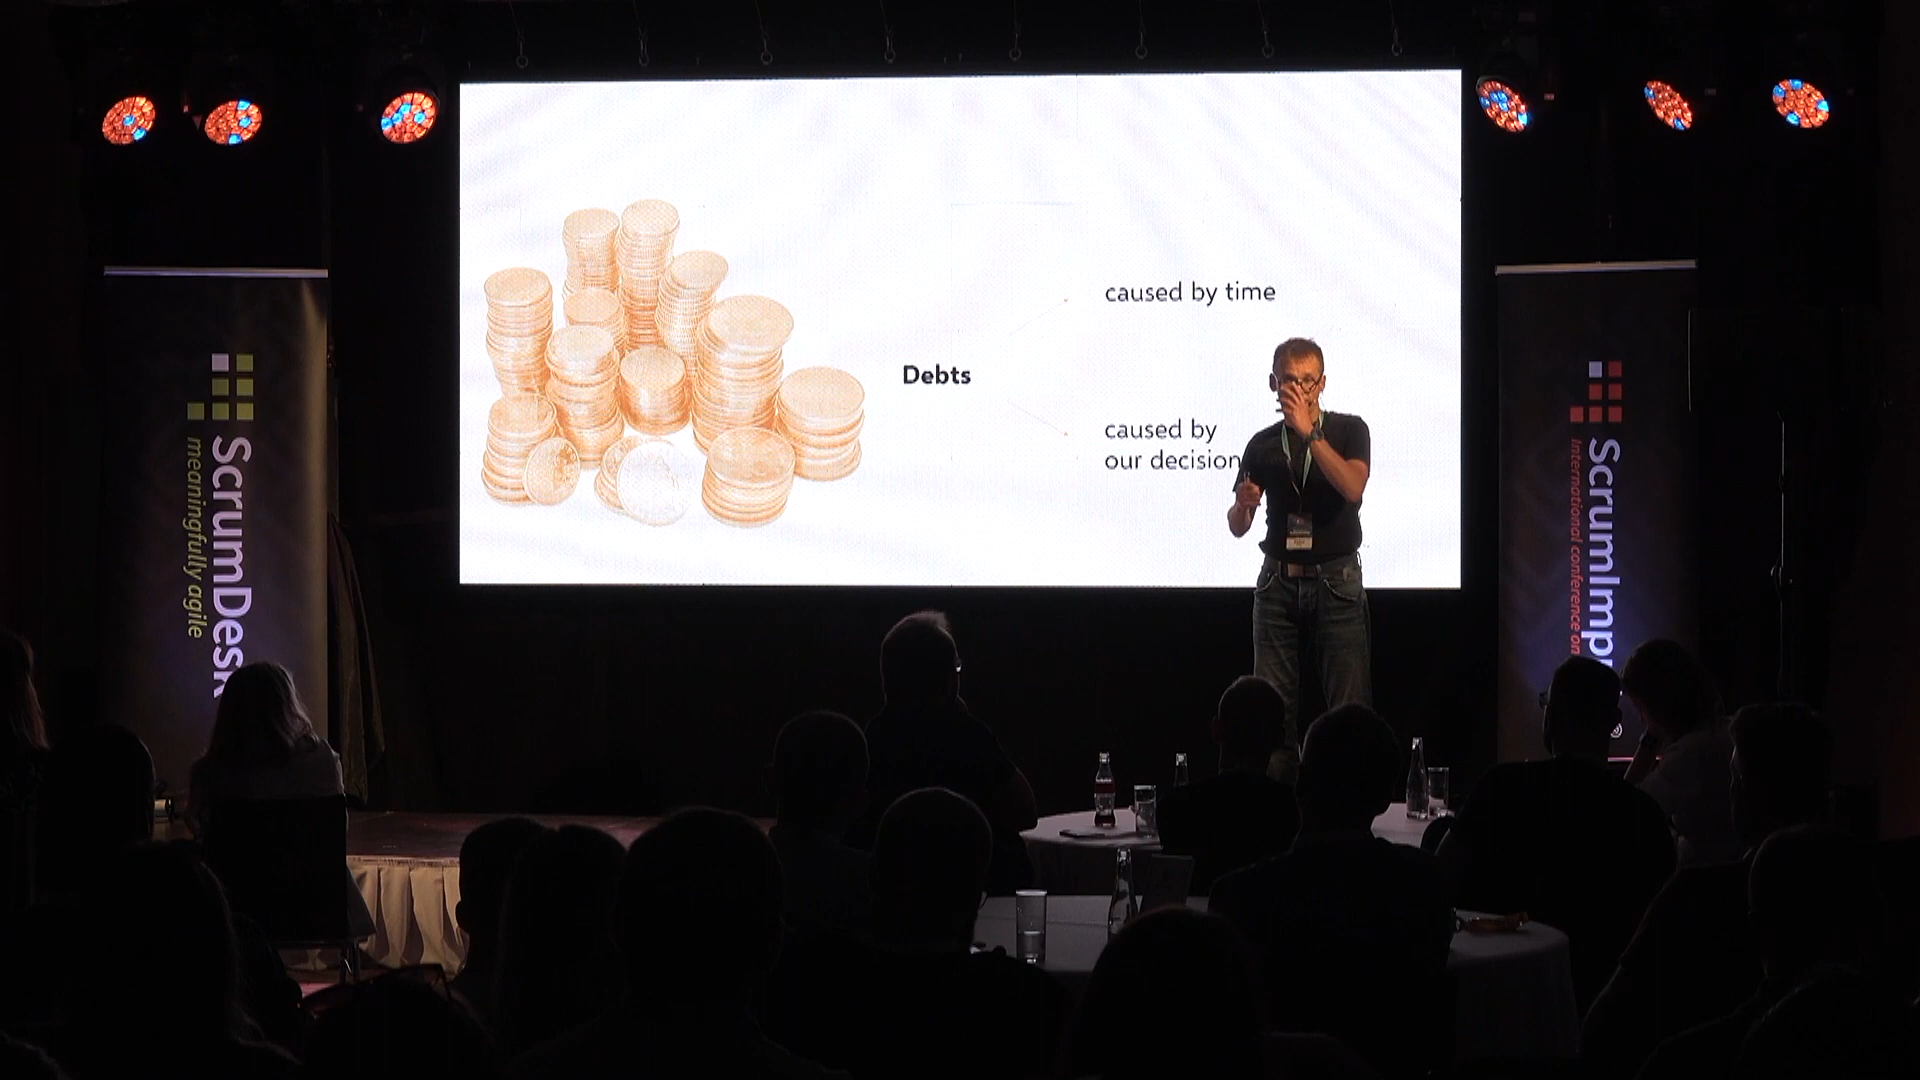 caused by time
Debts
caused by
our decision
ScrumDesk
meaningfully agile
ScrumImp
International conference on